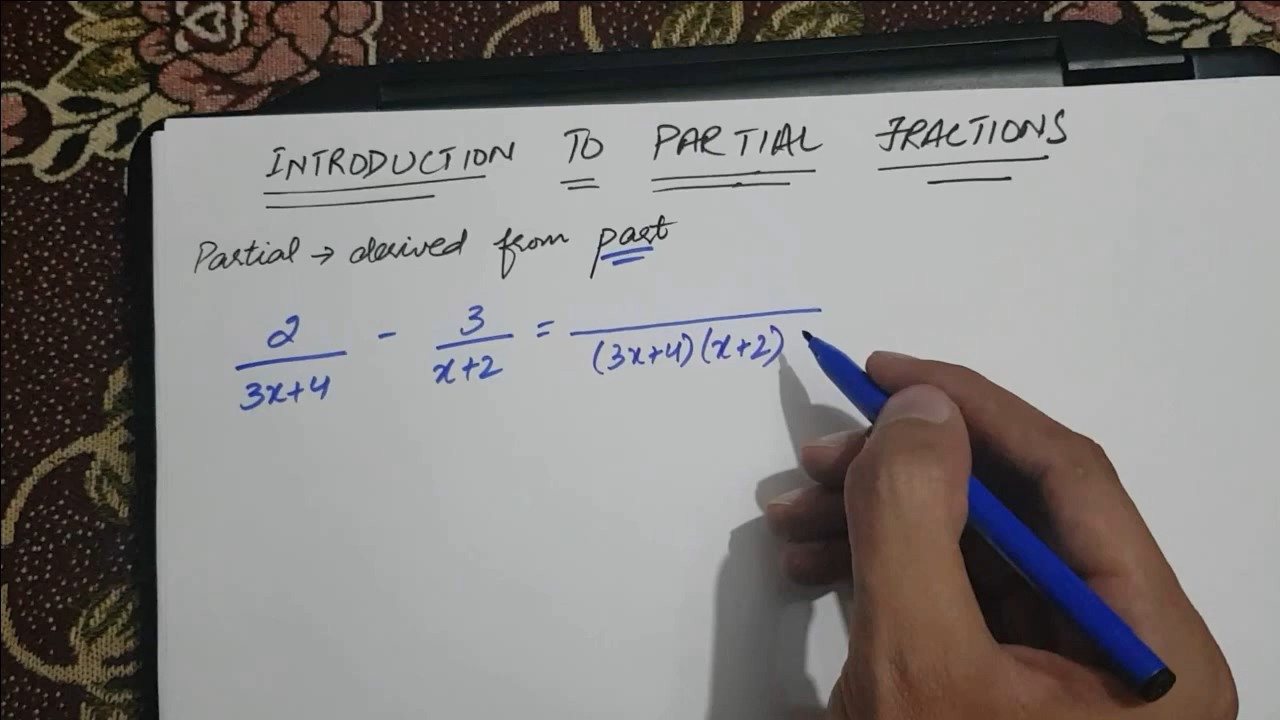 INTRODUCTION TO PARTIAL FRACTIONS
Partial → derived from part
2/(3x+4) - 3/(x+2) = /((3x+4)(x+2))